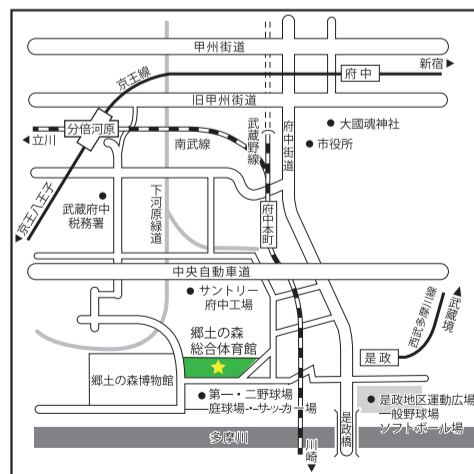 甲州街道
新宿
京王線
府中
旧甲州街道
分倍河原
立川
南武線
武蔵野線
府中街道
大國魂神社
市役所
京王八王子
武蔵府中
税務署
下河原緑道
府中本町
中央自動車道
サントリー
府中工場
西武多摩川線
武蔵境
郷土の森
総合体育館
是政
郷土の森博物館
第一・二野球場
庭球場・サッカー場
是政橋
是政地区運動広場
一般野球場
ソフトボール場
多摩川
川崎